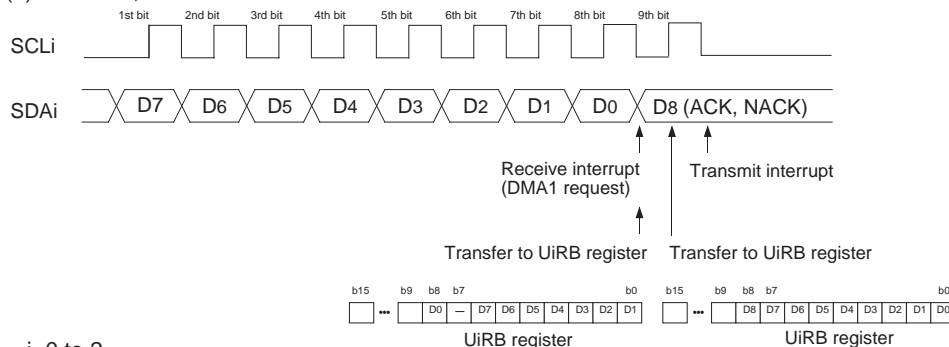 1st bit 2nd bit 3rd bit 4th bit 5th bit 6th bit 7th bit 8th bit 9th bit
SCLi
SDAi D7 D6 D5 D4 D3 D2 D1 D0 D8 (ACK, NACK)
Receive interrupt Transmit interrupt
(DMA1 request)
Transfer to UiRB register Transfer to UiRB register
b15 b9 b8 b7 b0 b15 b9 b8 b7 b0
••• D0 — D7 D6 D5 D4 D3 D2 D1 ••• D8 D7 D6 D5 D4 D3 D2 D1 D0
UiRB register UiRB register